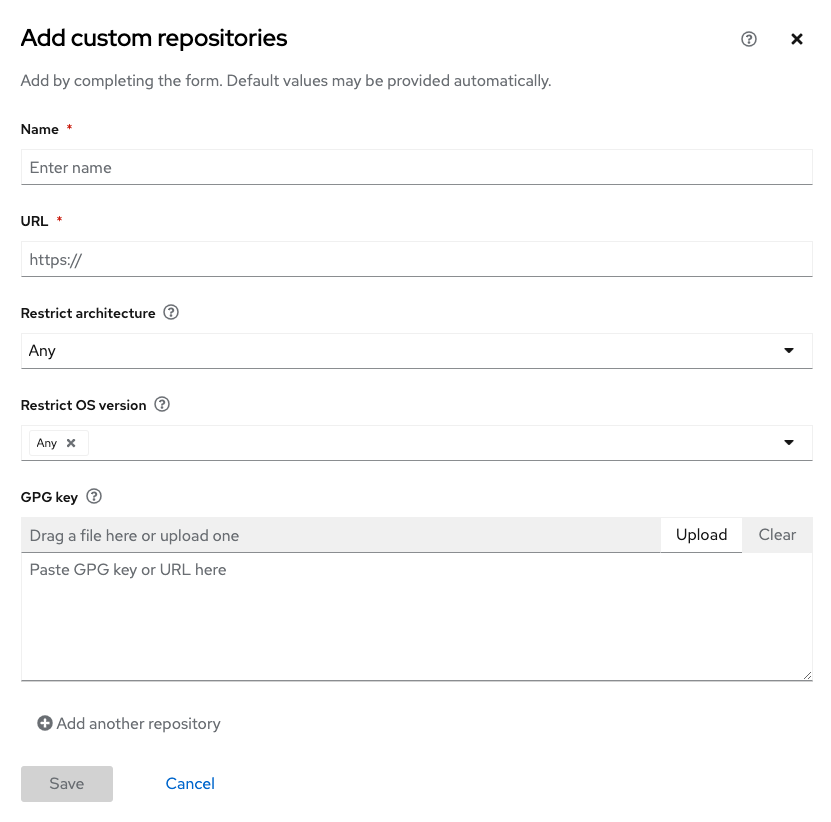 Add custom repositories
Add by completing the form. Default values may be provided automatically.
Name *
Enter name
URL *
https://
Restrict architecture
Any
Restrict OS version
Any
GPG key
Drag a file here or upload one Upload Clear
Paste GPG key or URL here
Add another repository
Save Cancel